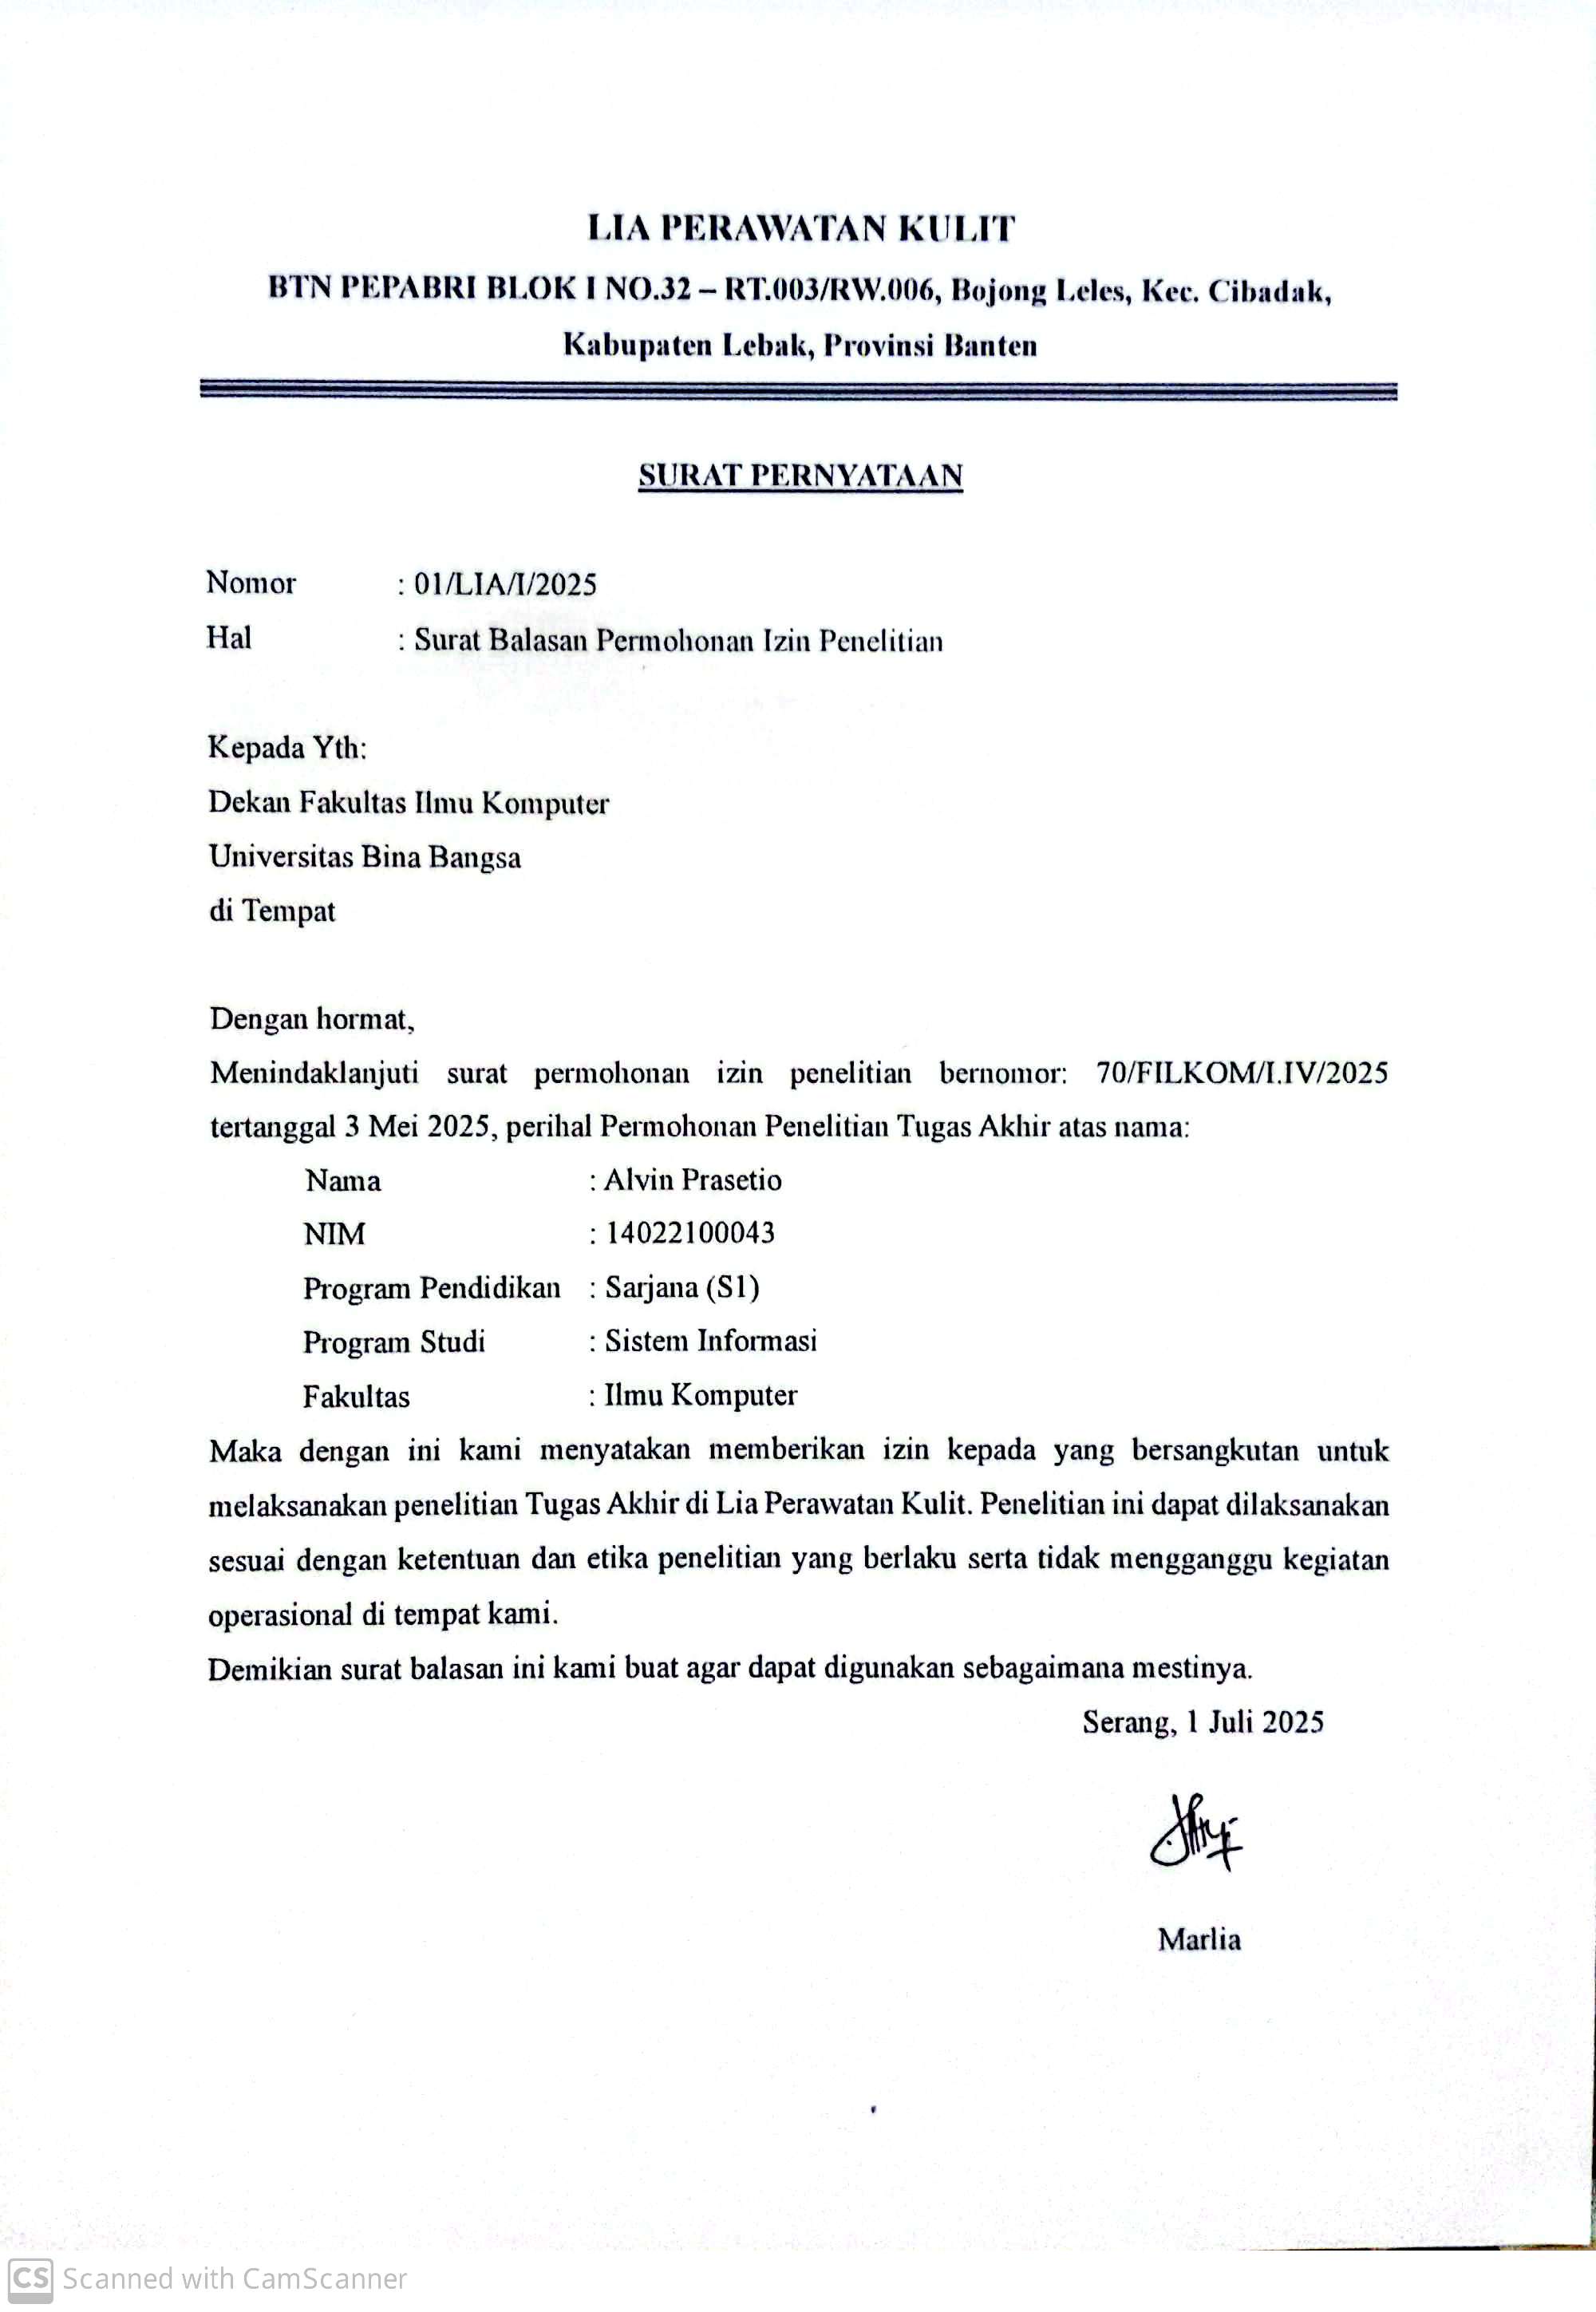 LIA PERAWATAN KULIT
BTN PEPABRI BLOK I NO.32 – RT.003/RW.006, Bojong Leles, Kec. Cibadak,
Kabupaten Lebak, Provinsi Banten
SURAT PERNYATAAN
Nomor : 01/LIA/I/2025
Hal : Surat Balasan Permohonan Izin Penelitian
Kepada Yth:
Dekan Fakultas Ilmu Komputer
Universitas Bina Bangsa
di Tempat
Dengan hormat,
Menindaklanjuti surat permohonan izin penelitian bernomor: 70/FILKOM/I.IV/2025
tertanggal 3 Mei 2025, perihal Permohonan Penelitian Tugas Akhir atas nama:
Nama : Alvin Prasetio
NIM : 14022100043
Program Pendidikan : Sarjana (S1)
Program Studi : Sistem Informasi
Fakultas : Ilmu Komputer
Maka dengan ini kami menyatakan memberikan izin kepada yang bersangkutan untuk
melaksanakan penelitian Tugas Akhir di Lia Perawatan Kulit. Penelitian ini dapat dilaksanakan
sesuai dengan ketentuan dan etika penelitian yang berlaku serta tidak mengganggu kegiatan
operasional di tempat kami.
Demikian surat balasan ini kami buat agar dapat digunakan sebagaimana mestinya.
Serang, 1 Juli 2025
Marlia
CS Scanned with CamScanner